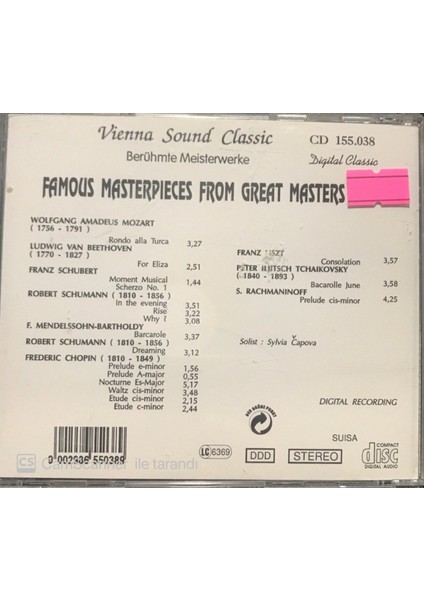 Vienna Sound Classic
CD 155.038
Berühmte Meisterwerke
Digital Classic
FAMOUS MASTERPIECES FROM GREAT MASTERS
WOLFGANG AMADEUS MOZART
( 1756 - 1791 )
Rondo alla Turca 3,27
LUDWIG VAN BEETHOVEN
( 1770 - 1827 )
For Eliza 2,51
FRANZ SCHUBERT
Moment Musical 1,44
Scherzo No. 1
ROBERT SCHUMANN ( 1810 - 1856 )
in the evening 3,51
Rise 3,22
Why ? 3,08
F. MENDELSSOHN-BARTHOLDY
Barcarole 3,37
ROBERT SCHUMANN ( 1810 - 1856 )
Dreaming 3,12
FREDERIC CHOPIN ( 1810 - 1849 )
Prelude e-minor 1,56
Prelude A-major 0,55
Nocturne Es-Major 5,17
Waltz cis-minor 3,48
Etude cis-minor 2,15
Etude c-minor 2,44
FRANZ LISZT
Consolation 3,57
PETER ILJITSCH TCHAIKOVSKY
( 1840 - 1893 )
Bacarolle June 3,58
S. RACHMANINOFF
Prelude cis-minor 4,25
Solist : Sylvia Čapova
DIGITAL RECORDING
DER GRÜNE PUNKT
SUISA
LC 6369
DDD
STEREO
COMPACT
disc
DIGITAL AUDIO
CS CamScanner ile tarandı